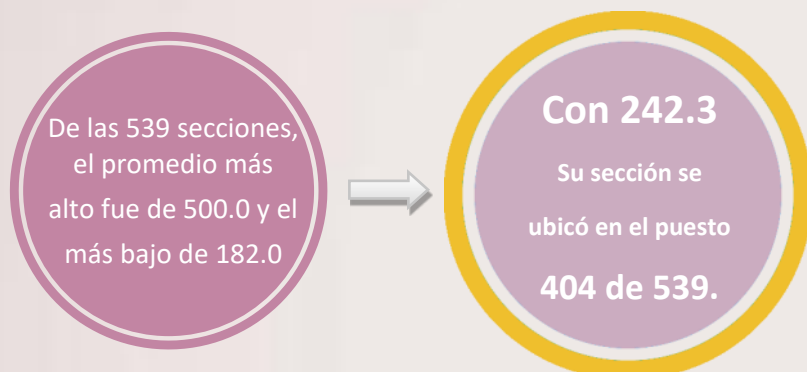 De las 539 secciones,
el promedio más
alto fue de 500.0 y el
más bajo de 182.0
Con 242.3
Su sección se
ubicó en el puesto
404 de 539.